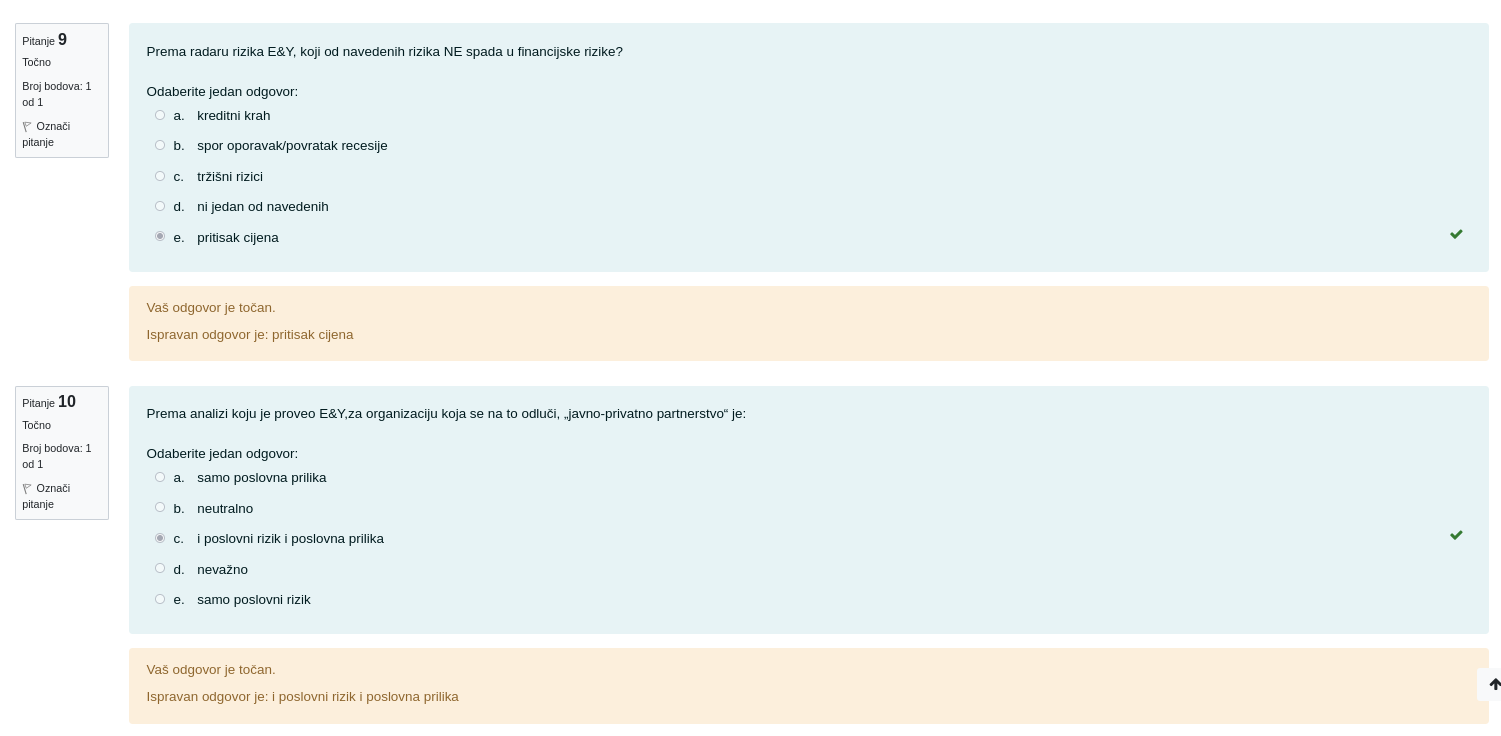 Pitanje 9
Točno
Broj bodova: 1
od 1
Označi
pitanje
Prema radaru rizika E&Y, koji od navedenih rizika NE spada u financijske rizike?
Odaberite jedan odgovor:
a. kreditni krah
b. spor oporavak/povratak recesije
c. tržišni rizici
d. ni jedan od navedenih
e. pritisak cijena
Vaš odgovor je točan.
Ispravan odgovor je: pritisak cijena
Pitanje 10
Točno
Broj bodova: 1
od 1
Označi
pitanje
Prema analizi koju je proveo E&Y,za organizaciju koja se na to odluči, „javno-privatno partnerstvo“ je:
Odaberite jedan odgovor:
a. samo poslovna prilika
b. neutralno
c. i poslovni rizik i poslovna prilika
d. nevažno
e. samo poslovni rizik
Vaš odgovor je točan.
Ispravan odgovor je: i poslovni rizik i poslovna prilika